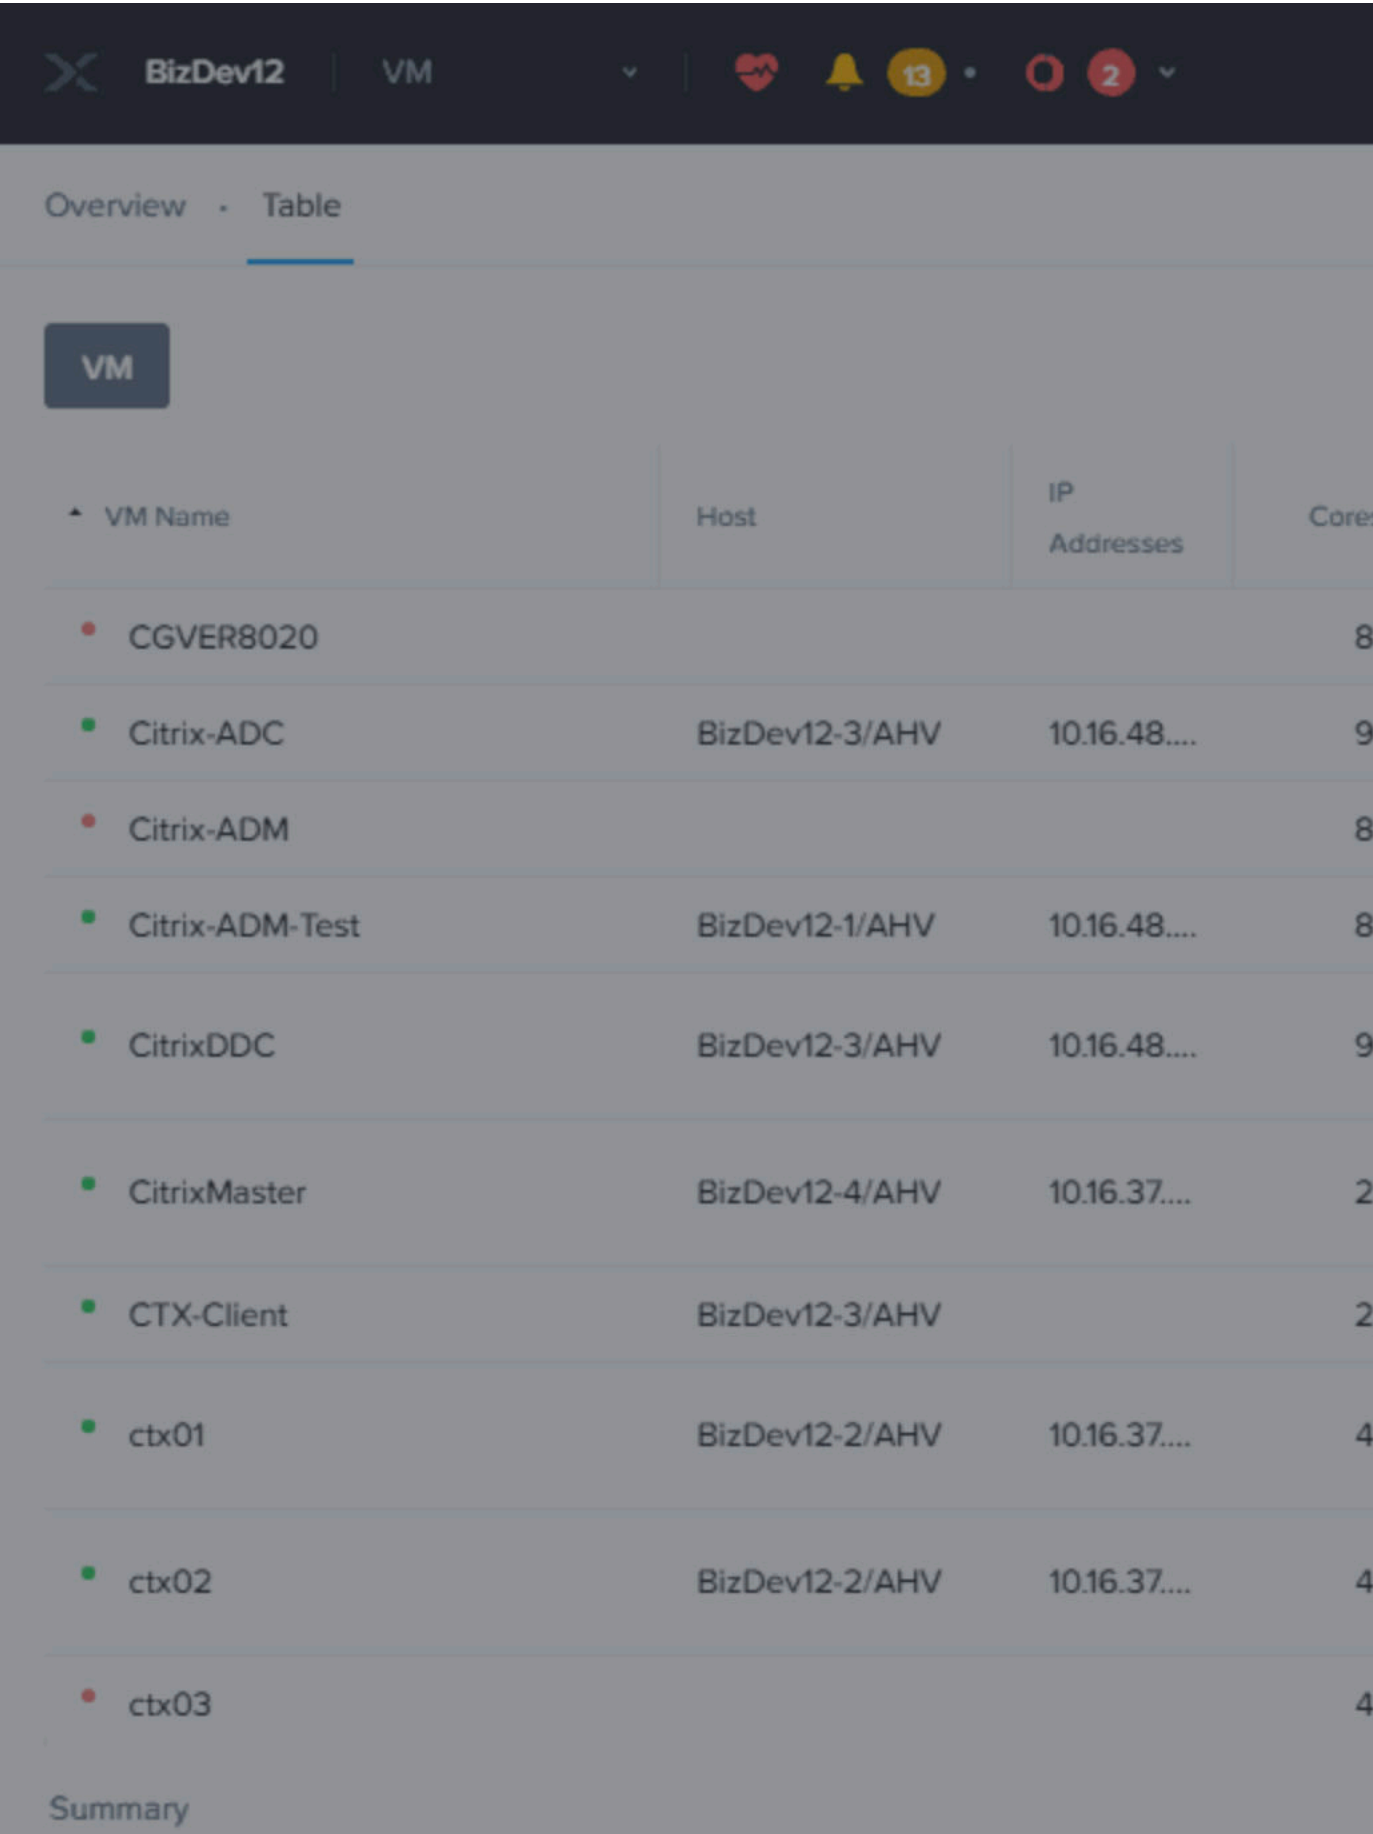 BizDev12 VM 13 2
Overview Table
VM
VM Name Host IP Addresses Cores
CGVER8020 8
Citrix-ADC BizDev12-3/AHV 10.16.48.... 9
Citrix-ADM 8
Citrix-ADM-Test BizDev12-1/AHV 10.16.48.... 8
CitrixDDC BizDev12-3/AHV 10.16.48.... 9
CitrixMaster BizDev12-4/AHV 10.16.37.... 2
CTX-Client BizDev12-3/AHV 2
ctx01 BizDev12-2/AHV 10.16.37.... 4
ctx02 BizDev12-2/AHV 10.16.37.... 4
ctx03 4
Summary